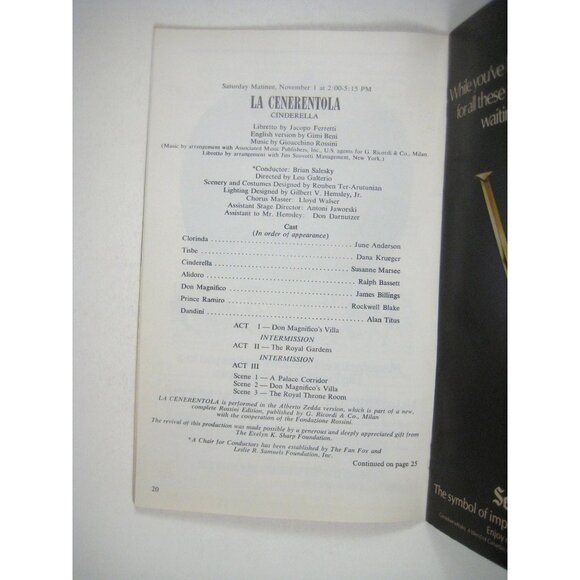 Saturday Matinee, November 1 at 2:00-5:15 PM
LA CENERENTOLA
CINDERELLA
Libretto by Jacopo Ferretti
English version by Gimi Beni
Music by Gioacchino Rossini
(Music by arrangement with Associated Music Publishers, Inc., U.S. agents for G. Ricordi & Co., Milan.
Libretto by arrangement with Jim Scovotti Management, New York.)
*Conductor: Brian Salesky
Directed by Lou Galterio
Scenery and Costumes Designed by Reuben Ter-Arutunian
Lighting Designed by Gilbert V. Hemsley, Jr.
Chorus Master: Lloyd Walser
Assistant Stage Director: Antoni Jaworski
Assistant to Mr. Hemsley: Don Darnutzer
Cast
(In order of appearance)
Clorinda ........ June Anderson
Tisbe ........ Dana Krueger
Cinderella ........ Susanne Marsee
Alidoro ........ Ralph Bassett
Don Magnifico ........ James Billings
Prince Ramiro ........ Rockwell Blake
Dandini ........ Alan Titus
ACT I — Don Magnifico's Villa
INTERMISSION
ACT II — The Royal Gardens
INTERMISSION
ACT III
Scene 1 — A Palace Corridor
Scene 2 — Don Magnifico's Villa
Scene 3 — The Royal Throne Room
LA CENERENTOLA is performed in the Alberto Zedda version, which is part of a new,
complete Rossini Edition, published by G. Ricordi & Co., Milan
with the cooperation of the Fondazione Rossini.
The revival of this production was made possible by a generous and deeply appreciated gift from
The Evelyn K. Sharp Foundation.
*A Chair for Conductors has been established by The Fan Fox and
Leslie R. Samuels Foundation, Inc.
Continued on page 25
20
While you've
for all these
waitin
Se
The symbol of imp
Enjoy